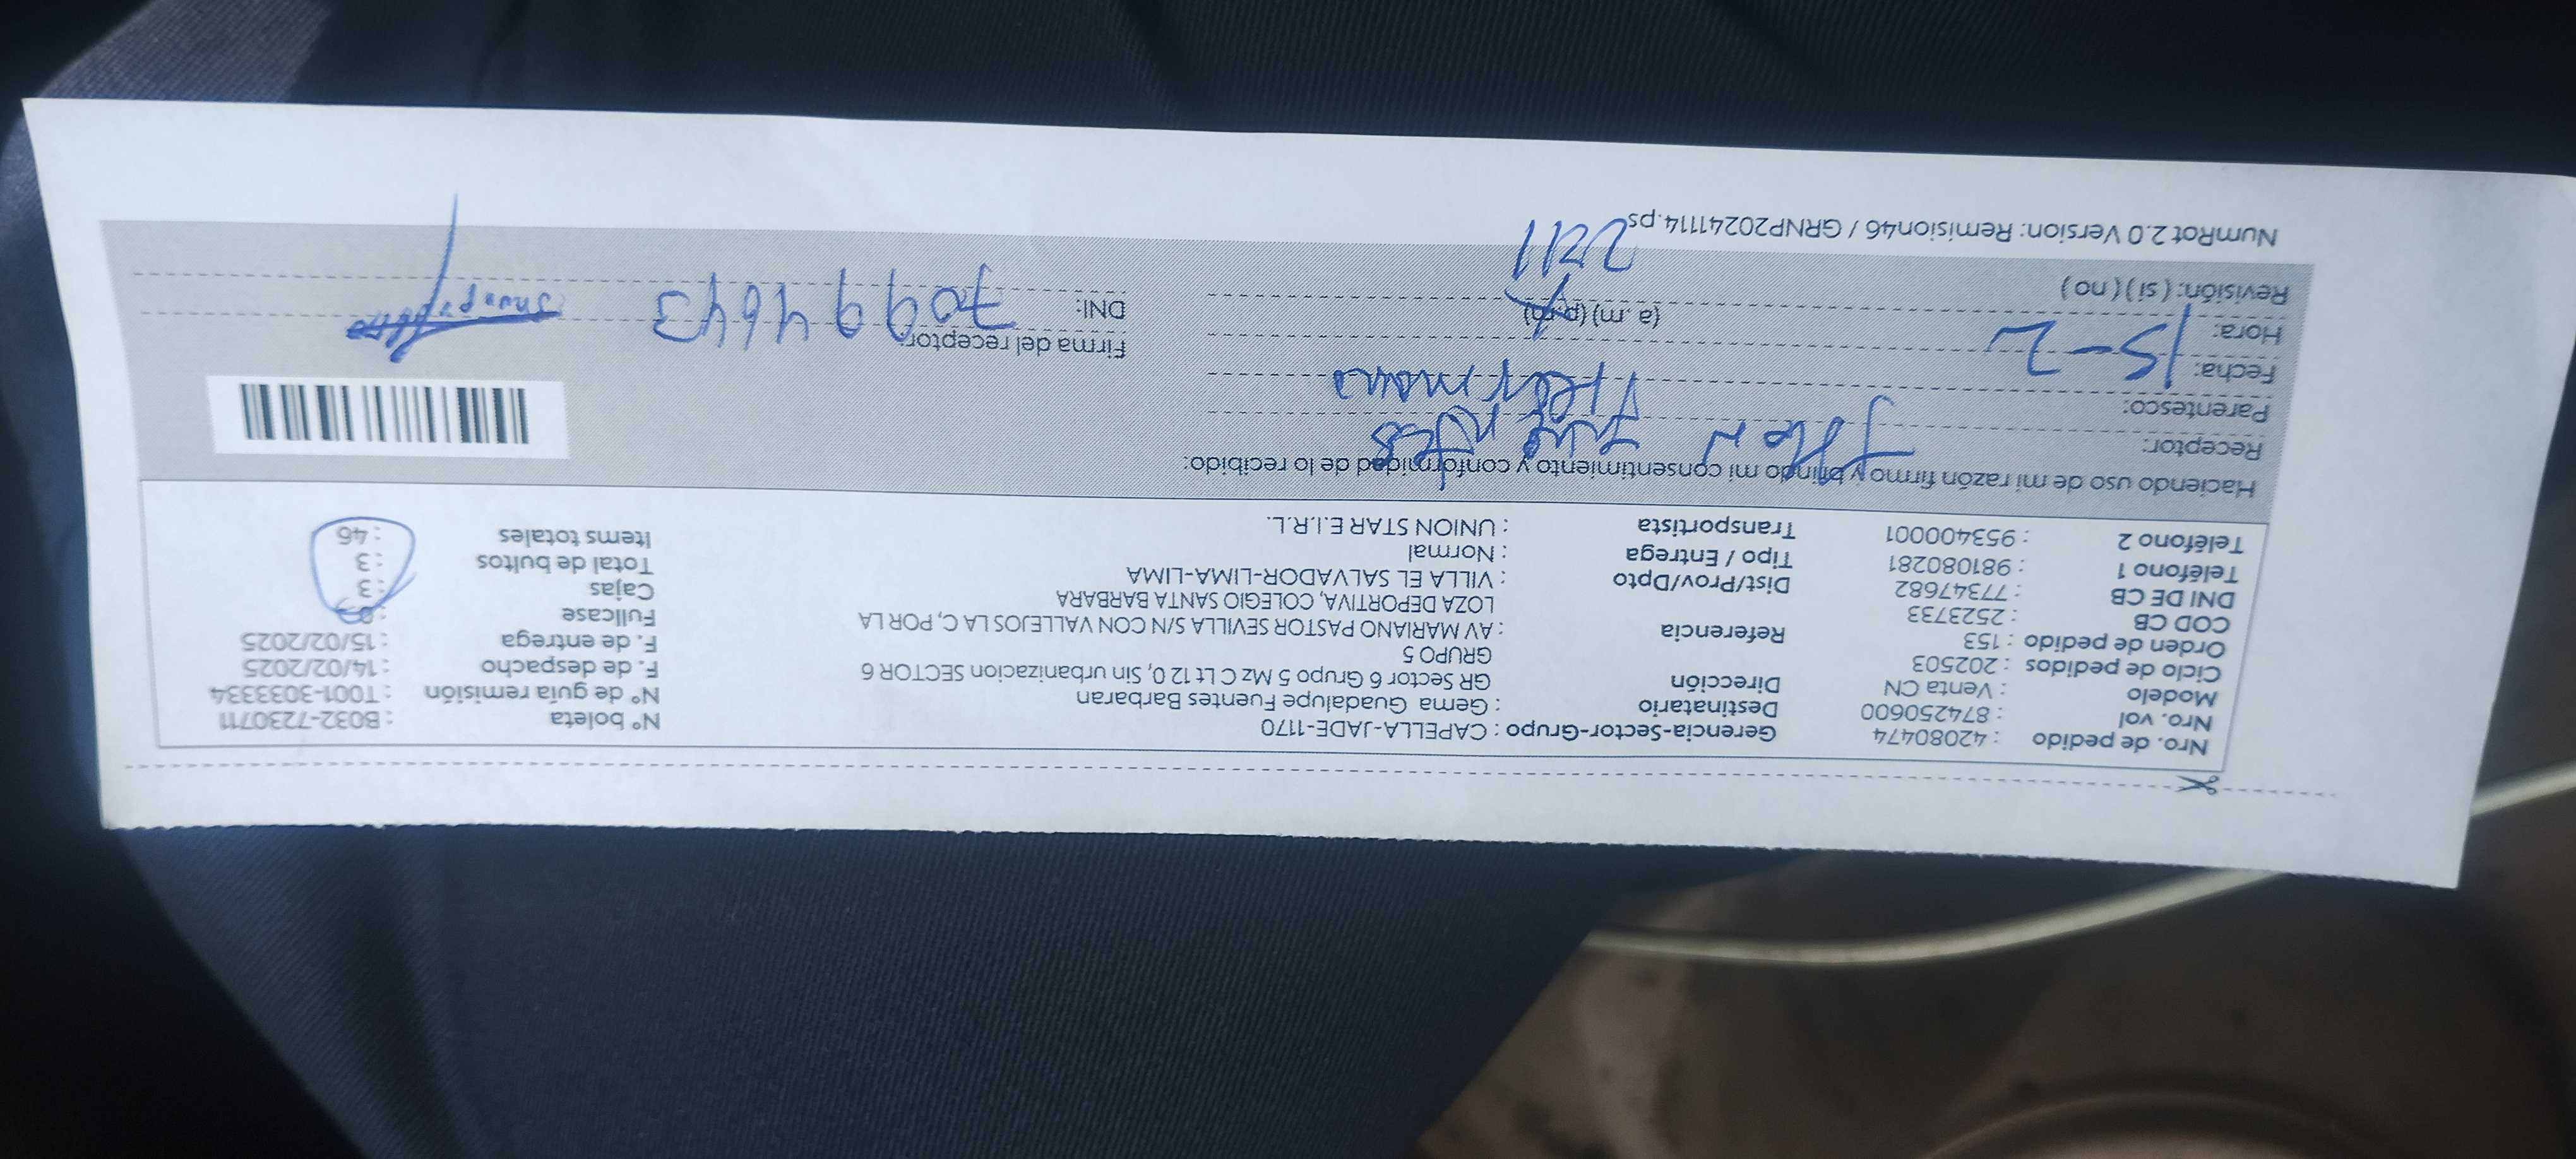 Nro. de pedido : 42080474 Gerencia-Sector-Grupo : CAPELLA-JADE-1170 N° boleta : B032-7230711
Nro. vol : 874250600 Destinatario : Gema Guadalupe Fuentes Barbaran N° de guía remisión : T001-3033334
Modelo : Venta CN Dirección GR Sector 6 Grupo 5 Mz C Lt 12 0, Sin urbanizacion SECTOR 6 F. de despacho : 14/02/2025
Ciclo de pedidos : 202503 GRUPO 5 F. de entrega : 15/02/2025
Orden de pedido : 153 Referencia : AV MARIANO PASTOR SEVILLA S/N CON VALLEJOS LA C, POR LA Fullcase
COD CB : 2523733 LOZA DEPORTIVA, COLEGIO SANTA BARBARA Cajas : 3
DNI DE CB : 77347682 Dist/Prov/Dpto : VILLA EL SALVADOR-LIMA-LIMA Total de bultos : 3
Teléfono 1 : 981080281 Tipo / Entrega : Normal Items totales : 46
Teléfono 2 : 953400001 Transportista : UNION STAR E.I.R.L.
Haciendo uso de mi razón firmo y brindo mi consentimiento y conformidad de lo recibido:
Receptor: JHON Fuentes
Parentesco: Hermano
Fecha: 15-2 Firma del receptor:
Hora: (a.m) (p.m) DNI: 70994643
Revisión: (si) (no)
NumRot 2.0 Version: Remision46 / GRNP20241114.ps